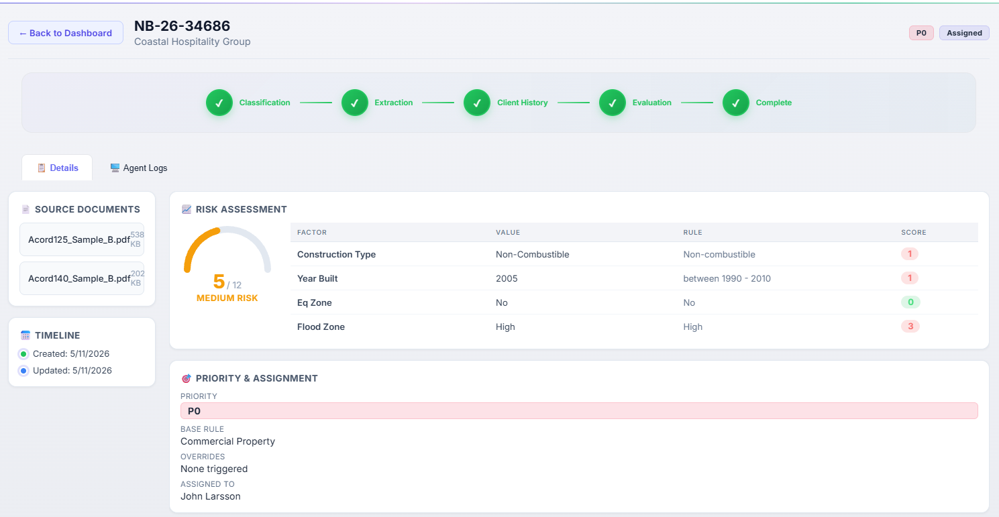 ← Back to Dashboard
NB-26-34686
Coastal Hospitality Group
P0
Assigned
✓ Classification
✓ Extraction
✓ Client History
✓ Evaluation
✓ Complete
Details
Agent Logs
SOURCE DOCUMENTS
Acord125_Sample_B.pdf 538 KB
Acord140_Sample_B.pdf 202 KB
TIMELINE
Created: 5/11/2026
Updated: 5/11/2026
RISK ASSESSMENT
5 / 12
MEDIUM RISK
FACTOR VALUE RULE SCORE
Construction Type Non-Combustible Non-combustible 1
Year Built 2005 between 1990 - 2010 1
Eq Zone No No 0
Flood Zone High High 3
PRIORITY & ASSIGNMENT
PRIORITY
P0
BASE RULE
Commercial Property
OVERRIDES
None triggered
ASSIGNED TO
John Larsson